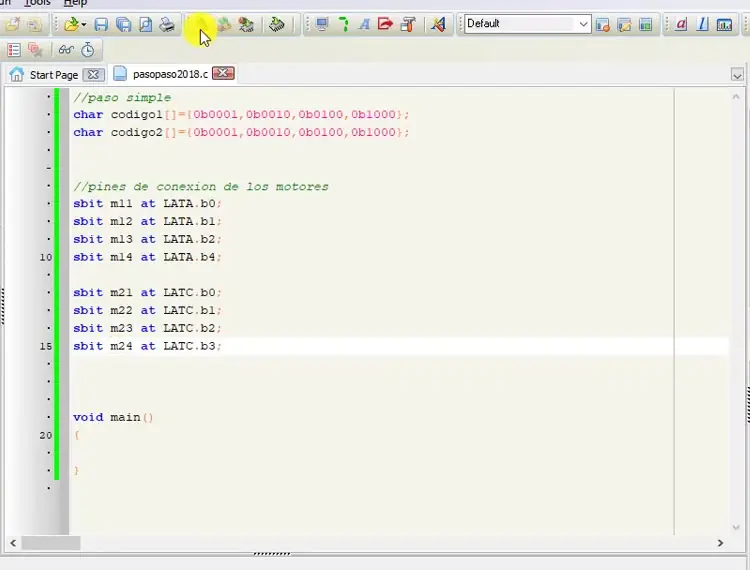 Tools Help
Default
Start Page pasopaso2018.c
//paso simple
char codigo1[]={0b0001,0b0010,0b0100,0b1000};
char codigo2[]={0b0001,0b0010,0b0100,0b1000};
//pines de conexion de los motores
sbit m11 at LATA.b0;
sbit m12 at LATA.b1;
sbit m13 at LATA.b2;
10 sbit m14 at LATA.b4;
sbit m21 at LATC.b0;
sbit m22 at LATC.b1;
sbit m23 at LATC.b2;
15 sbit m24 at LATC.b3;
void main()
20 {
}